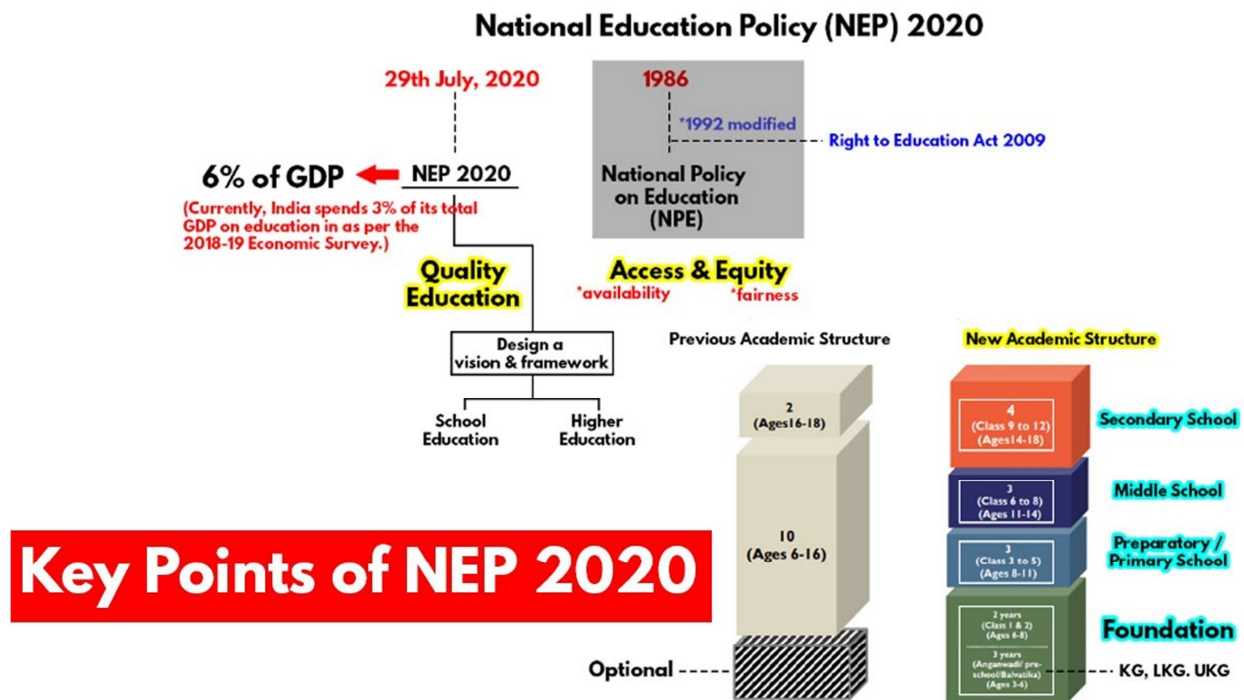 National Education Policy (NEP) 2020
29th July, 2020
1986
*1992 modified
Right to Education Act 2009
6% of GDP
NEP 2020
(Currently, India spends 3% of its total
GDP on education in as per the
2018-19 Economic Survey.)
National Policy
on Education
(NPE)
Quality
Education
Access & Equity
*availability
*fairness
Design a
vision & framework
School
Education
Higher
Education
Previous Academic Structure
2
(Ages16-18)
10
(Ages 6-16)
Optional
New Academic Structure
4
(Class 9 to 12)
(Ages14-18)
Secondary School
3
(Class 6 to 8)
(Ages 11-14)
Middle School
3
(Class 3 to 5)
(Ages 8-11)
Preparatory /
Primary School
2 years
(Class 1 & 2)
(Ages 6-8)
3 years
(Anganwadi/ pre-
school/Balvatika)
(Ages 3-6)
Foundation
KG, LKG. UKG
Key Points of NEP 2020